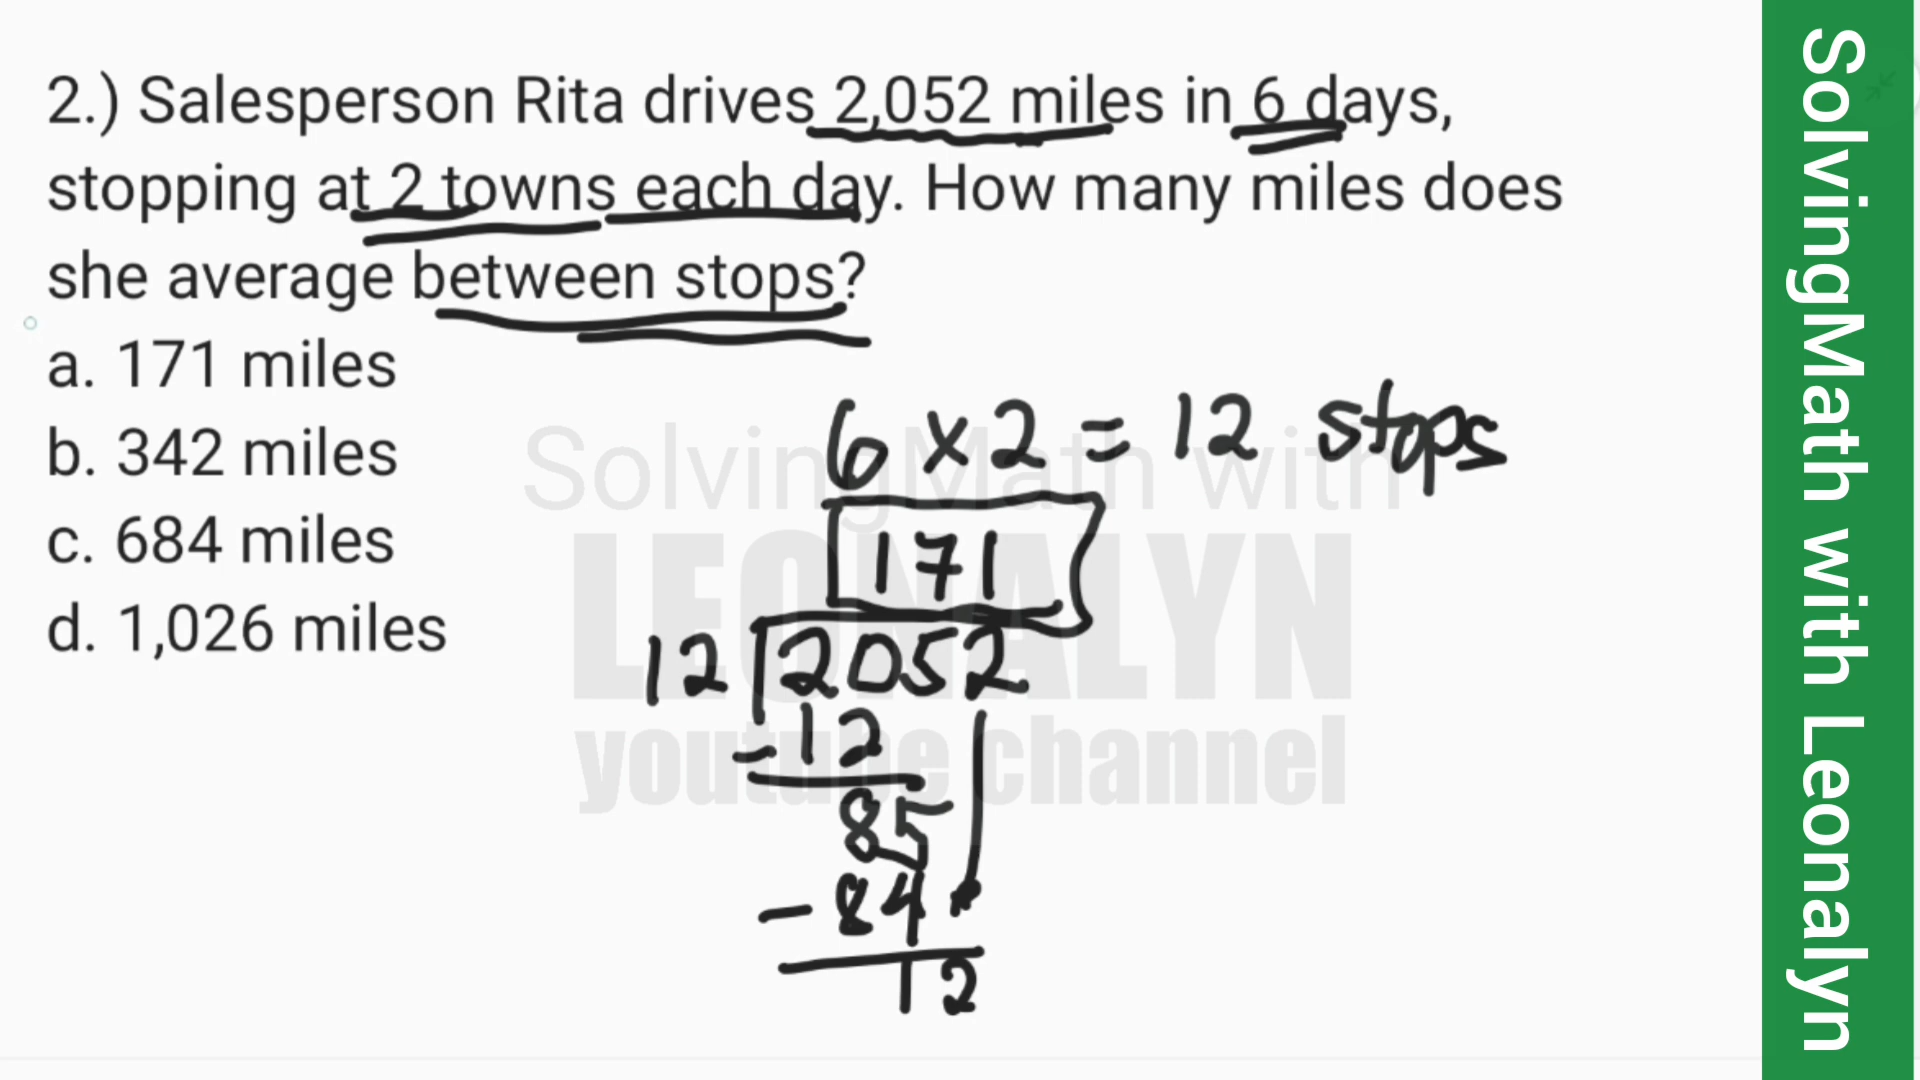 2.) Salesperson Rita drives 2,052 miles in 6 days,
stopping at 2 towns each day. How many miles does
she average between stops?
a. 171 miles
b. 342 miles
c. 684 miles
d. 1,026 miles
6 x 2 = 12 stops
171
12 2052
- 12
85
- 84
12
SolvingMath with
LEONALYN
youtube channel
SolvingMath with Leonalyn